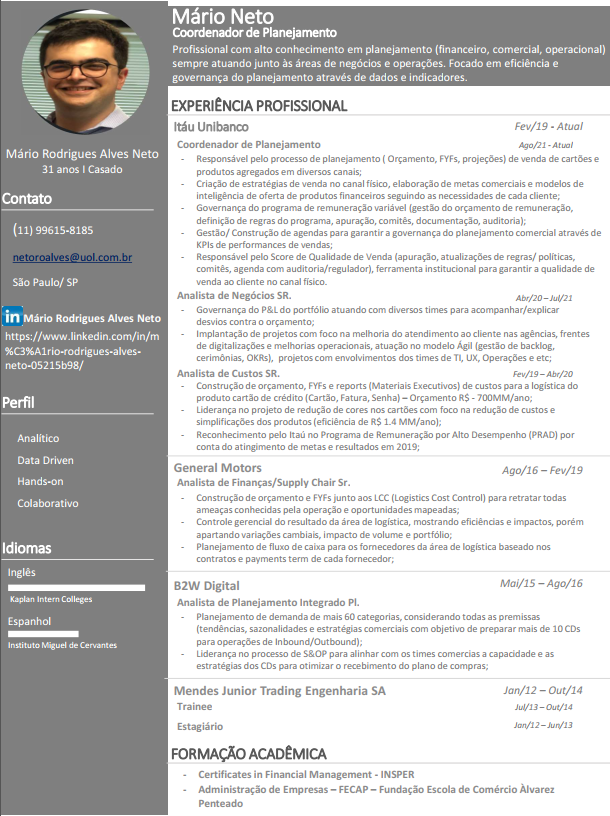 Mário Neto
Coordenador de Planejamento
Profissional com alto conhecimento em planejamento (financeiro, comercial, operacional)
sempre atuando junto às áreas de negócios e operações. Focado em eficiência e
governança do planejamento através de dados e indicadores.
Mário Rodrigues Alves Neto
31 anos I Casado
Contato
(11) 99615-8185
netoroalves@uol.com.br
São Paulo/ SP
in Mário Rodrigues Alves Neto
https://www.linkedin.com/in/m
%C3%A1rio-rodrigues-alves-
neto-05215b98/
Perfil
Analítico
Data Driven
Hands-on
Colaborativo
Idiomas
Inglês
Kaplan Intern Colleges
Espanhol
Instituto Miguel de Cervantes
EXPERIÊNCIA PROFISSIONAL
Itáu Unibanco Fev/19 - Atual
Coordenador de Planejamento Ago/21 - Atual
- Responsável pelo processo de planejamento ( Orçamento, FYFs, projeções) de venda de cartões e
produtos agregados em diversos canais;
- Criação de estratégias de venda no canal físico, elaboração de metas comerciais e modelos de
inteligência de oferta de produtos financeiros seguindo as necessidades de cada cliente;
- Governança do programa de remuneração variável (gestão do orçamento de remuneração,
definição de regras do programa, apuração, comitês, documentação, auditoria);
- Gestão/ Construção de agendas para garantir a governança do planejamento comercial através de
KPIs de performances de vendas;
- Responsável pelo Score de Qualidade de Venda (apuração, atualizações de regras/ políticas,
comitês, agenda com auditoria/regulador), ferramenta institucional para garantir a qualidade de
venda ao cliente no canal físico.
Analista de Negócios SR. Abr/20 – Jul/21
- Governança do P&L do portfólio atuando com diversos times para acompanhar/explicar
desvios contra o orçamento;
- Implantação de projetos com foco na melhoria do atendimento ao cliente nas agências, frentes
de digitalizações e melhorias operacionais, atuação no modelo Ágil (gestão de backlog,
cerimônias, OKRs), projetos com envolvimentos dos times de TI, UX, Operações e etc;
Analista de Custos SR. Fev/19 – Abr/20
- Construção de orçamento, FYFs e reports (Materiais Executivos) de custos para a logística do
produto cartão de crédito (Cartão, Fatura, Senha) – Orçamento R$ - 700MM/ano;
- Liderança no projeto de redução de cores nos cartões com foco na redução de custos e
simplificações dos produtos (eficiência de R$ 1.4 MM/ano);
- Reconhecimento pelo Itaú no Programa de Remuneração por Alto Desempenho (PRAD) por
conta do atingimento de metas e resultados em 2019;
General Motors Ago/16 – Fev/19
Analista de Finanças/Supply Chair Sr.
- Construção de orçamento e FYFs junto aos LCC (Logistics Cost Control) para retratar todas
ameaças conhecidas pela operação e oportunidades mapeadas;
- Controle gerencial do resultado da área de logística, mostrando eficiências e impactos, porém
apartando variações cambiais, impacto de volume e portfólio;
- Planejamento de fluxo de caixa para os fornecedores da área de logística baseado nos
contratos e payments term de cada fornecedor;
B2W Digital Mai/15 – Ago/16
Analista de Planejamento Integrado Pl.
- Planejamento de demanda de mais 60 categorias, considerando todas as premissas
(tendências, sazonalidades e estratégias comerciais com objetivo de preparar mais de 10 CDs
para operações de Inbound/Outbound);
- Liderança no processo de S&OP para alinhar com os times comerciais a capacidade e as
estratégias dos CDs para otimizar o recebimento do plano de compras;
Mendes Junior Trading Engenharia SA Jan/12 – Out/14
Trainee Jul/13 – Out/14
Estagiário Jan/12 – Jun/13
FORMAÇÃO ACADÊMICA
- Certificates in Financial Management - INSPER
- Administração de Empresas – FECAP – Fundação Escola de Comércio Àlvarez
Penteado